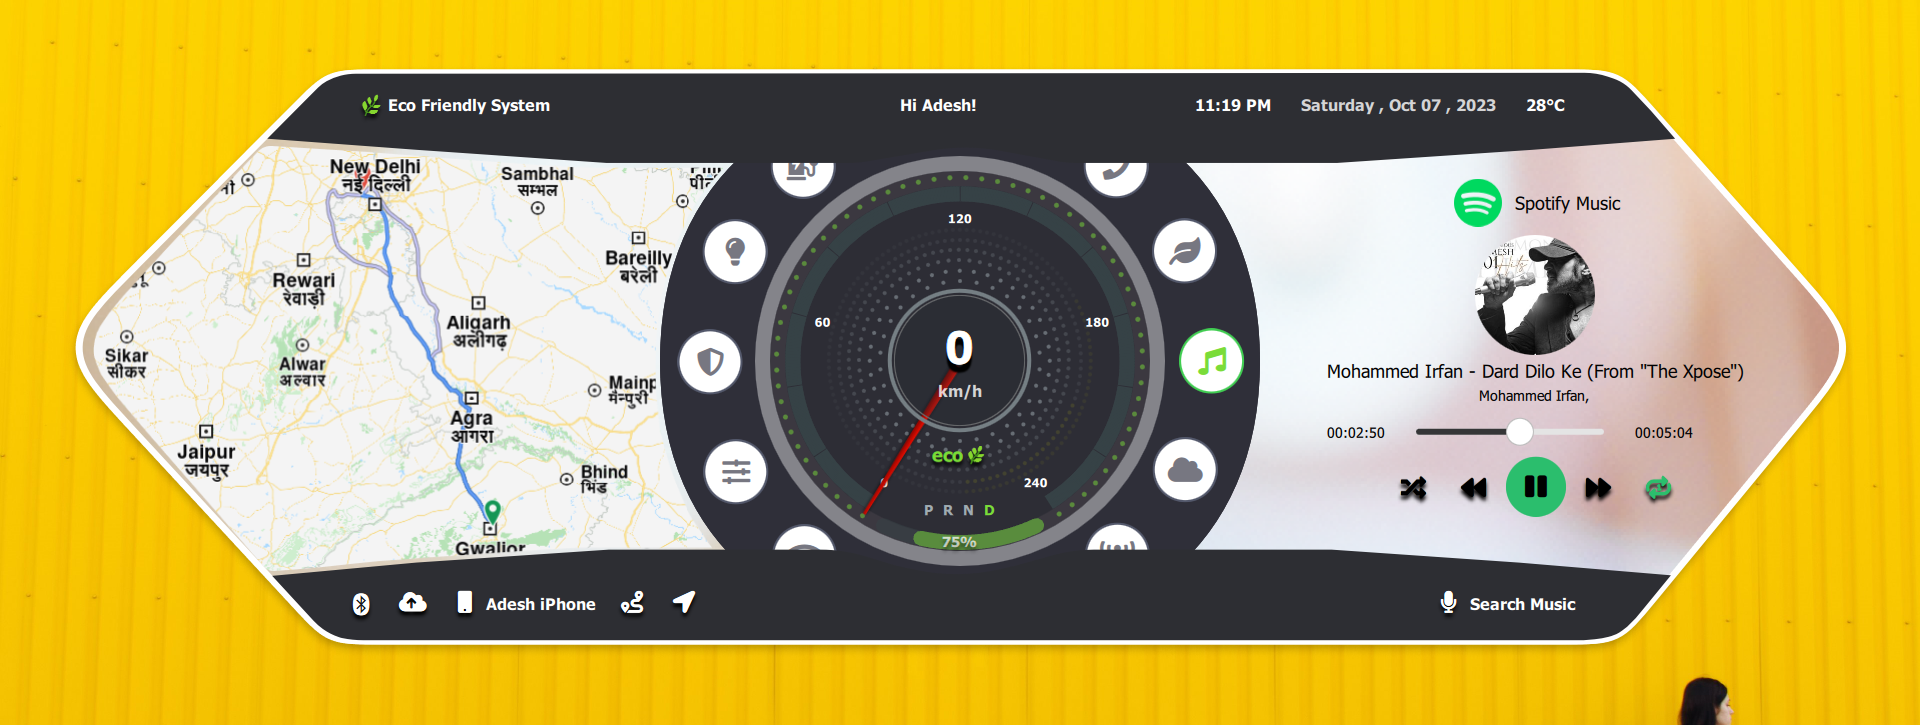 Eco Friendly System
Hi Adesh!
11:19 PM Saturday , Oct 07 , 2023 28°C
New Delhi
नई दिल्ली
Sambhal
सम्भल
Bareilly
बरेली
Rewari
रेवाड़ी
Aligarh
अलीगढ़
Sikar
सीकर
Alwar
अल्वार
Mainp
मैनपुरी
Agra
आगरा
Jaipur
जयपुर
Bhind
भिंड
Gwalior
120
60
180
0
km/h
eco
0
240
P R N D
75%
Spotify Music
Mohammed Irfan - Dard Dilo Ke (From "The Xpose")
Mohammed Irfan,
00:02:50
00:05:04
Adesh iPhone
Search Music